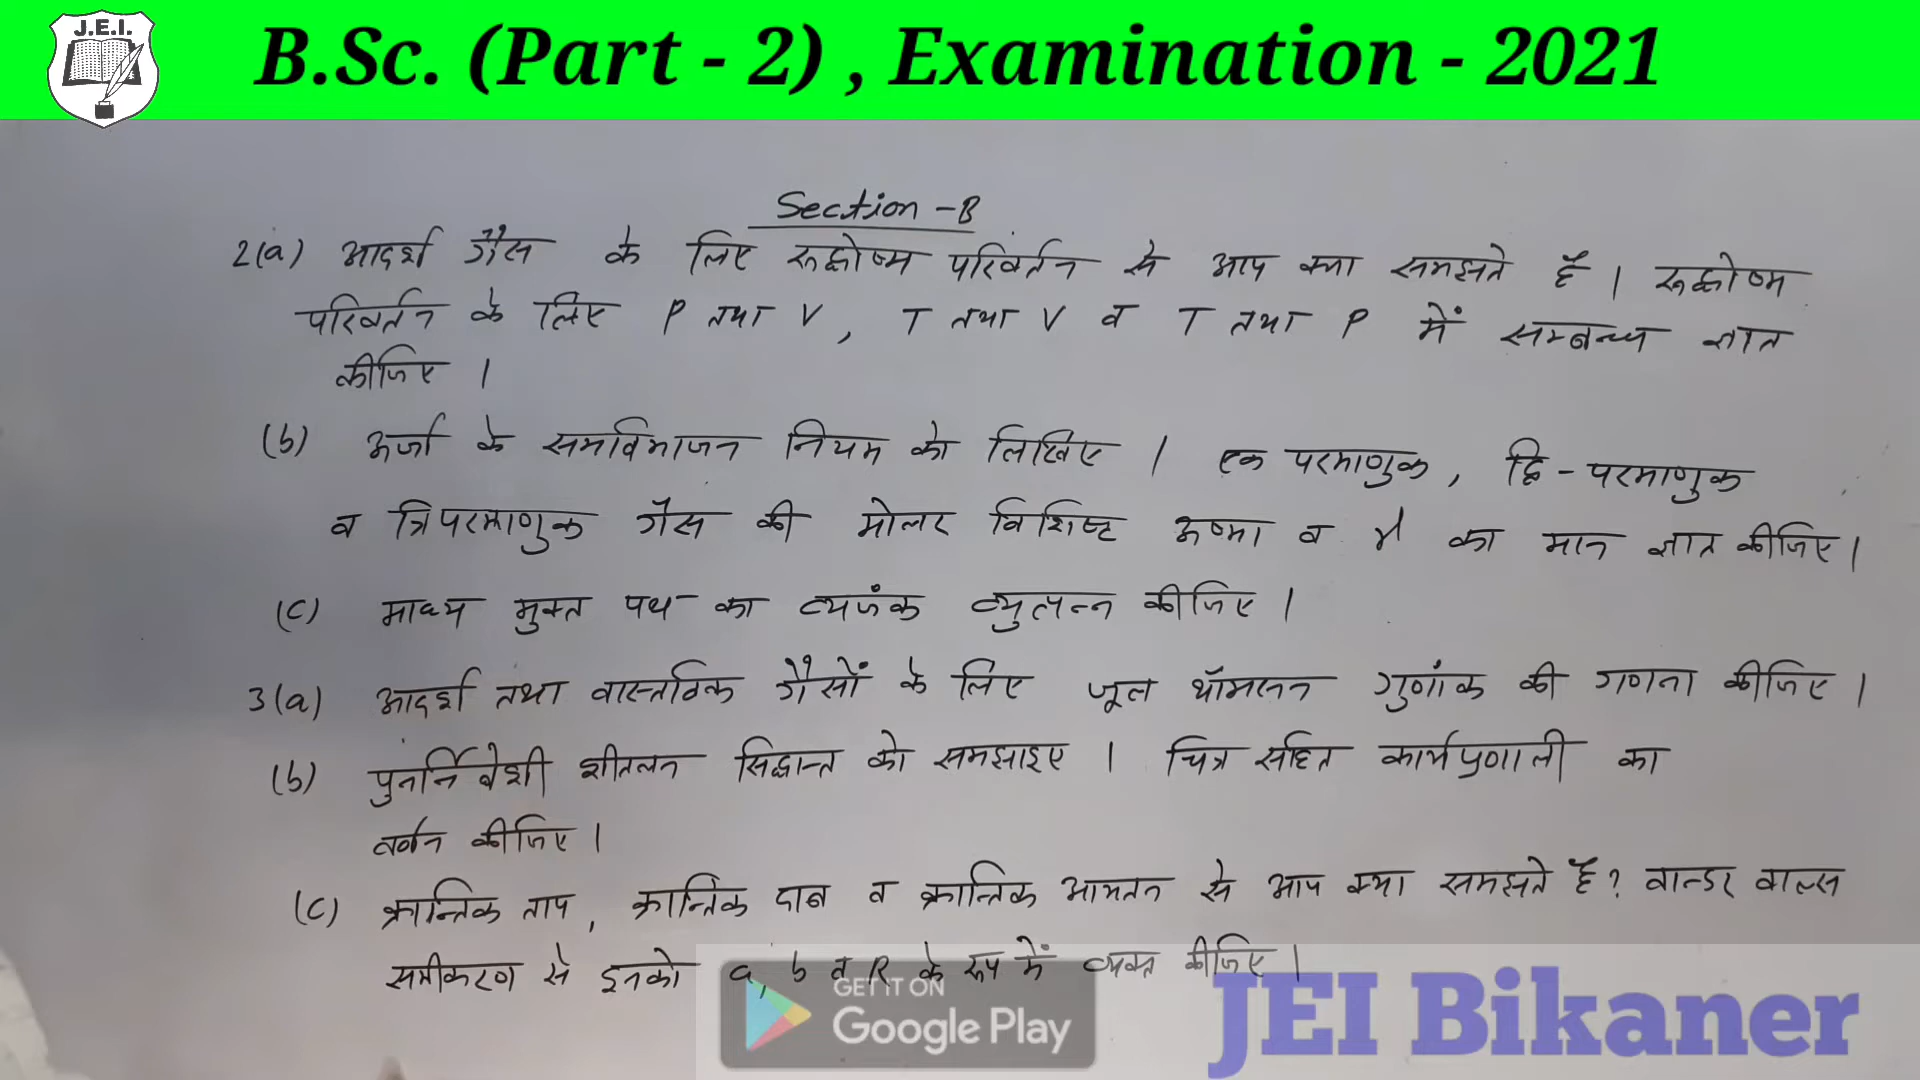 J.E.I.
B.Sc. (Part - 2) , Examination - 2021
Section - B
2(a) आदर्श गैस के लिए रूद्धोष्म परिवर्तन से आप क्या समझते हैं । रूद्धोष्म
परिवर्तन के लिए P तथा V , T तथा V व T तथा P में सम्बन्ध ज्ञात
कीजिए ।
(b) ऊर्जा के समविभाजन नियम को लिखिए । एक परमाणुक , द्वि - परमाणुक
व त्रिपरमाणुक गैस की मोलर विशिष्ट ऊष्मा व γ का मान ज्ञात कीजिए ।
(c) माध्य मुक्त पथ का व्यजंक व्युत्पन्न कीजिए ।
3(a) आदर्श तथा वास्तविक गैसों के लिए जूल थॉमसन गुणांक की गणना कीजिए ।
(b) पुनर्निवेशी शीतलन सिद्धान्त को समझाइए । चित्र सहित कार्यप्रणाली का
वर्णन कीजिए ।
(c) क्रान्तिक ताप , क्रान्तिक दाब व क्रान्तिक आयतन से आप क्या समझते हैं ? वान्डर वाल्स
समीकरण से इनको a, b व R के रूप में व्यक्त कीजिए ।
GET IT ON
Google Play
JEI Bikaner